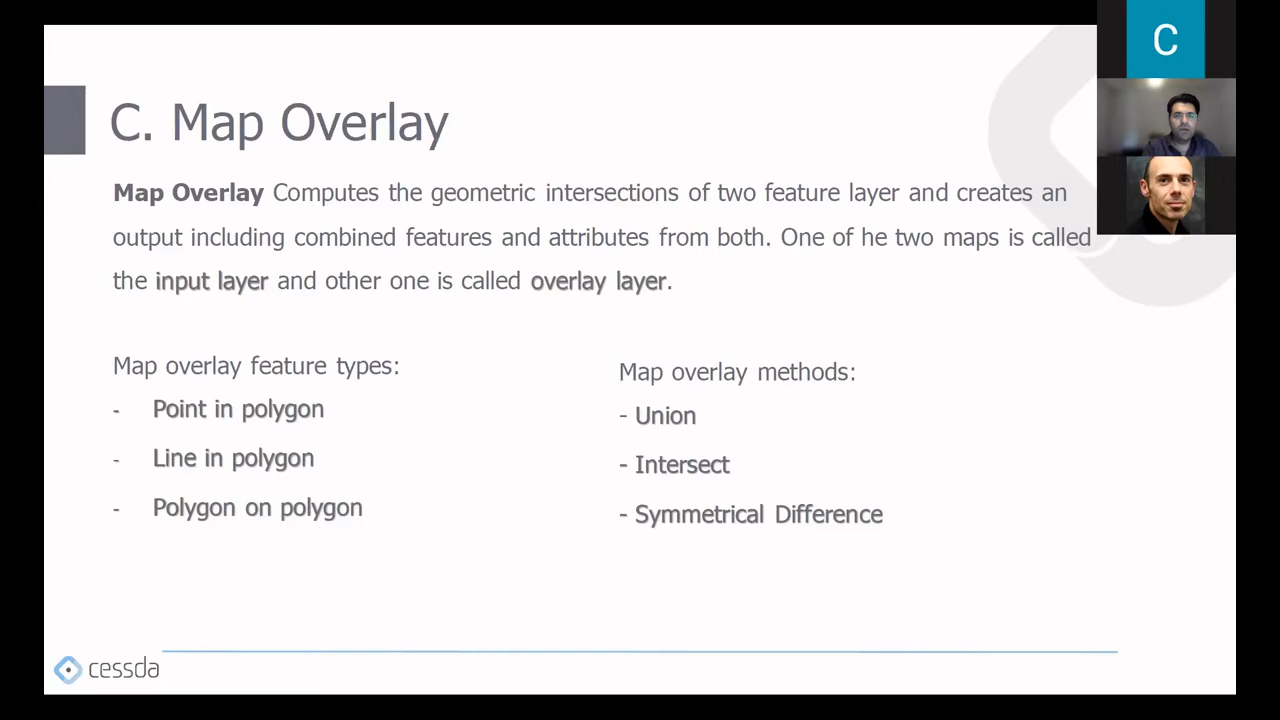 C
C. Map Overlay
Map Overlay Computes the geometric intersections of two feature layer and creates an
output including combined features and attributes from both. One of he two maps is called
the input layer and other one is called overlay layer.
Map overlay feature types:
- Point in polygon
- Line in polygon
- Polygon on polygon
Map overlay methods:
- Union
- Intersect
- Symmetrical Difference
cessda